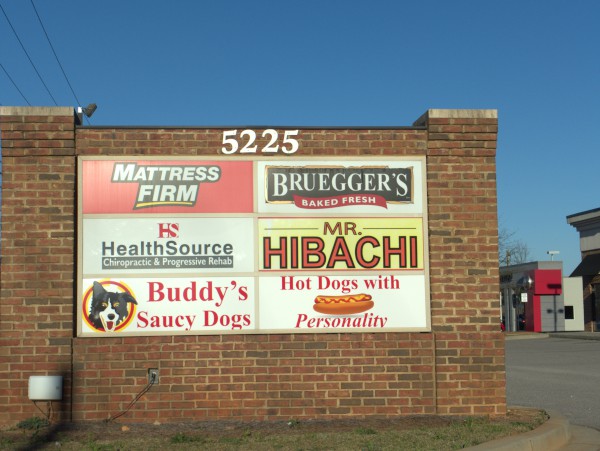 5225
MATTRESS
FIRM
BRUEGGER'S
BAKED FRESH
HS
HealthSource
Chiropractic & Progressive Rehab
MR.
HIBACHI
Buddy's
Saucy Dogs
Hot Dogs with
Personality